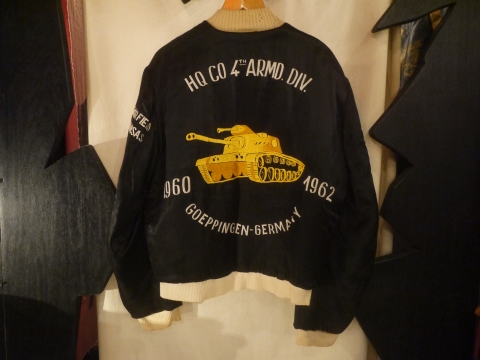 HQ CO 4TH ARMD. DIV.
1960 1962
GOEPPINGEN-GERMANY